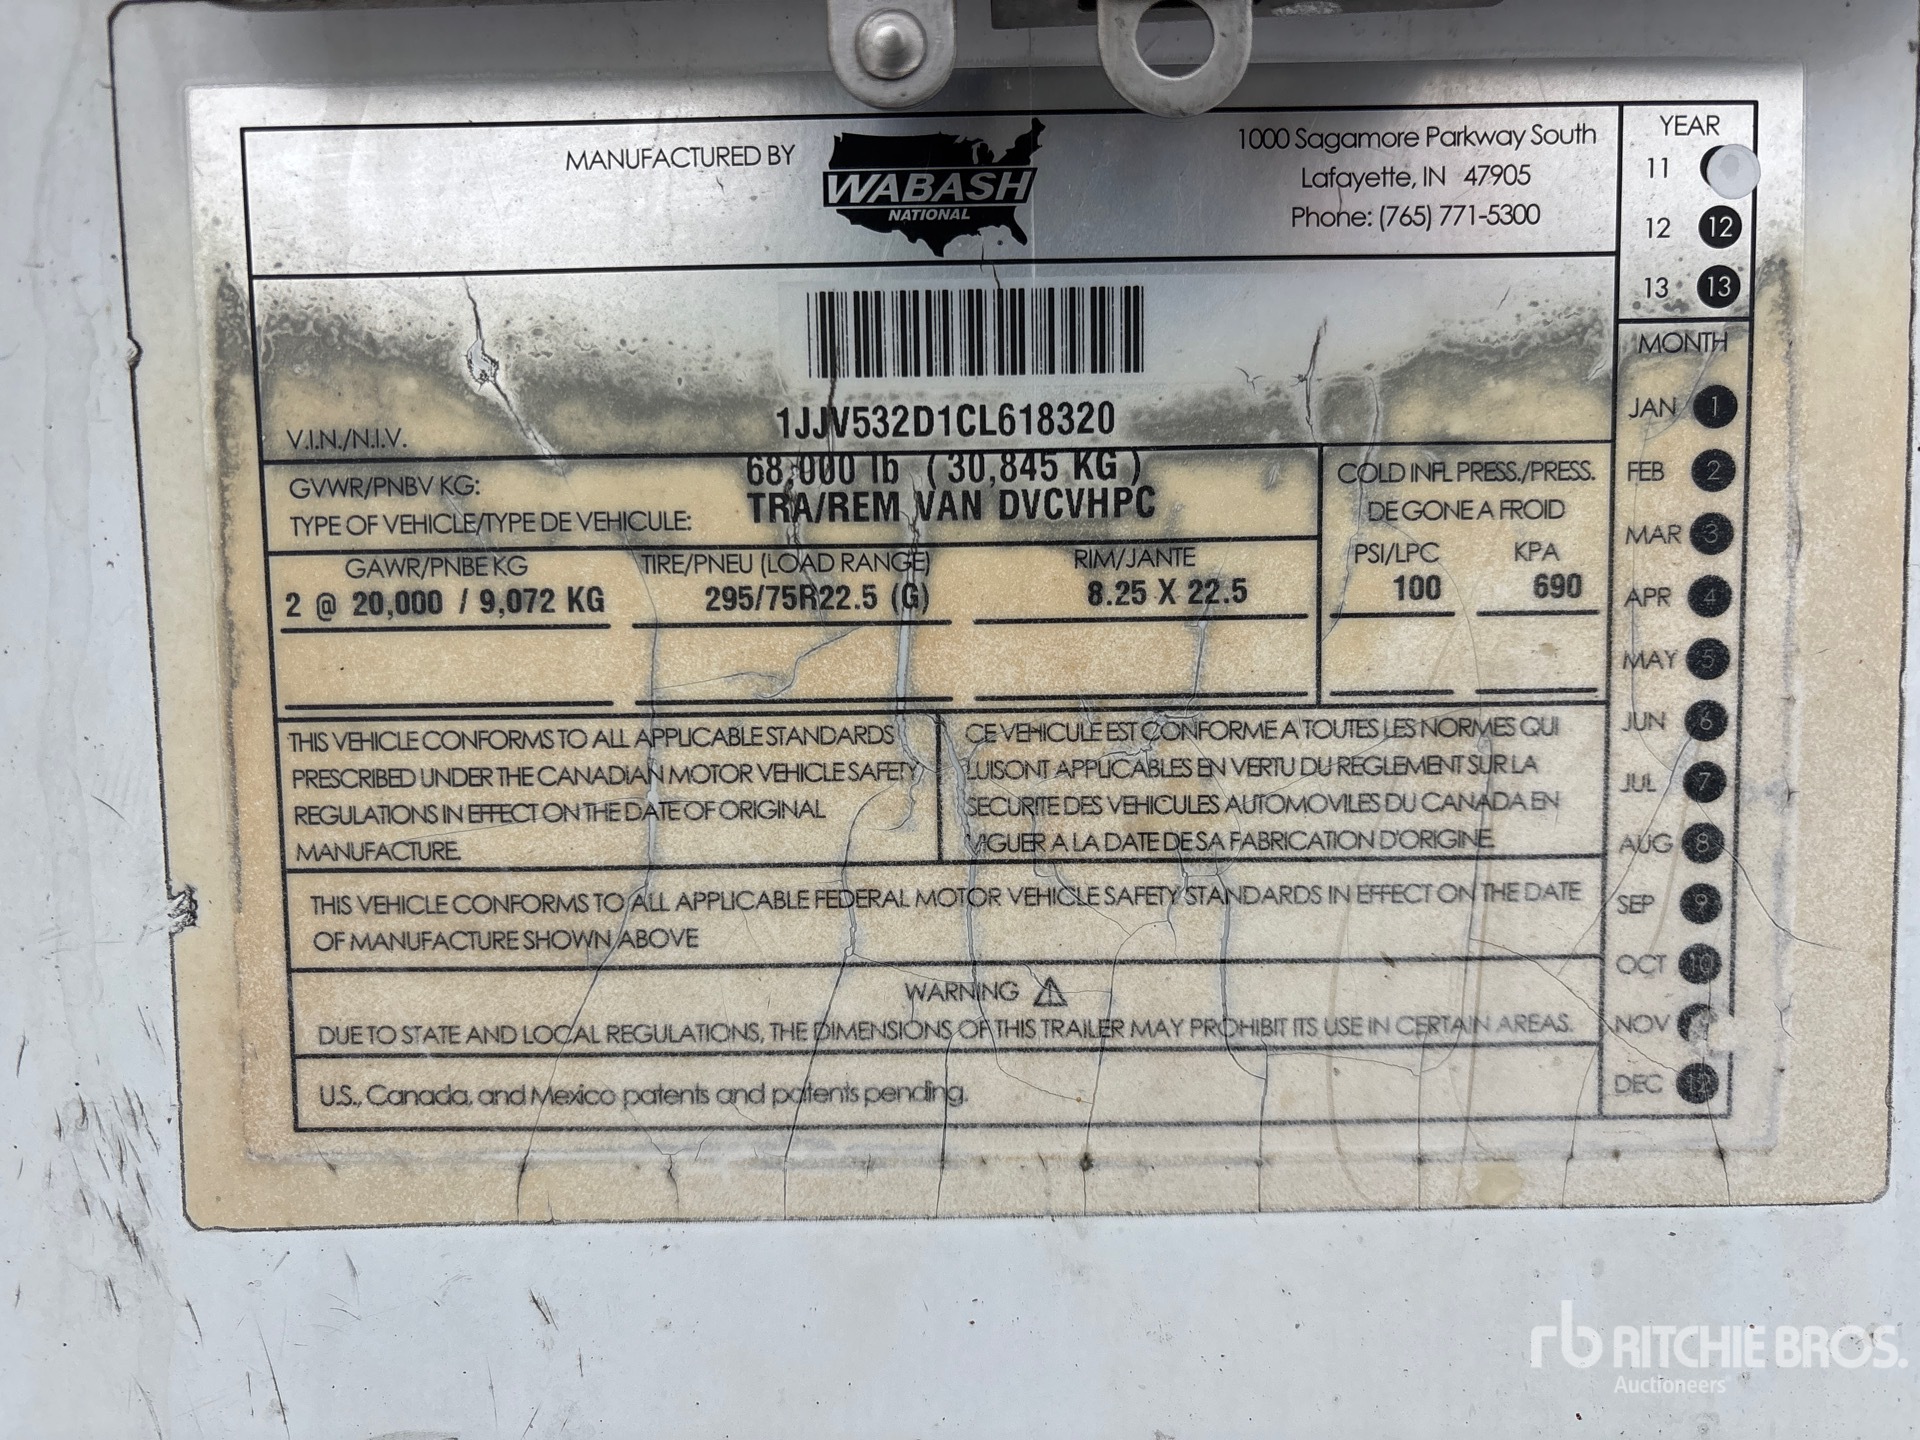 MANUFACTURED BY
WABASH
NATIONAL
1000 Sagamore Parkway South
Lafayette, IN 47905
Phone: (765) 771-5300
YEAR
11
12 12
13 13
V.I.N./N.I.V.
1JJV532D1CL618320
GVWR/PNBV KG:
68,000 lb ( 30,845 KG )
TYPE OF VEHICLE/TYPE DE VEHICULE:
TRA/REM VAN DVCVHPC
COLD INFL PRESS./PRESS.
DE GONE A FROID
GAWR/PNBE KG TIRE/PNEU (LOAD RANGE) RIM/JANTE PSI/LPC KPA
2 @ 20,000 / 9,072 KG 295/75R22.5 (G) 8.25 X 22.5 100 690
THIS VEHICLE CONFORMS TO ALL APPLICABLE STANDARDS
PRESCRIBED UNDER THE CANADIAN MOTOR VEHICLE SAFETY
REGULATIONS IN EFFECT ON THE DATE OF ORIGINAL
MANUFACTURE.
CE VEHICULE EST CONFORME A TOUTES LES NORMES QUI
LUISONT APPLICABLES EN VERTU DU REGLEMENT SUR LA
SECURITE DES VEHICULES AUTOMOVILES DU CANADA EN
VIGUER A LA DATE DE SA FABRICATION D'ORIGINE.
THIS VEHICLE CONFORMS TO ALL APPLICABLE FEDERAL MOTOR VEHICLE SAFETY STANDARDS IN EFFECT ON THE DATE
OF MANUFACTURE SHOWN ABOVE
WARNING
DUE TO STATE AND LOCAL REGULATIONS, THE DIMENSIONS OF THIS TRAILER MAY PROHIBIT ITS USE IN CERTAIN AREAS.
U.S., Canada, and Mexico patents and patents pending.
MONTH
JAN 1
FEB 2
MAR 3
APR 4
MAY 5
JUN 6
JUL 7
AUG 8
SEP 9
OCT 10
NOV
DEC 12
rb RITCHIE BROS.
Auctioneers